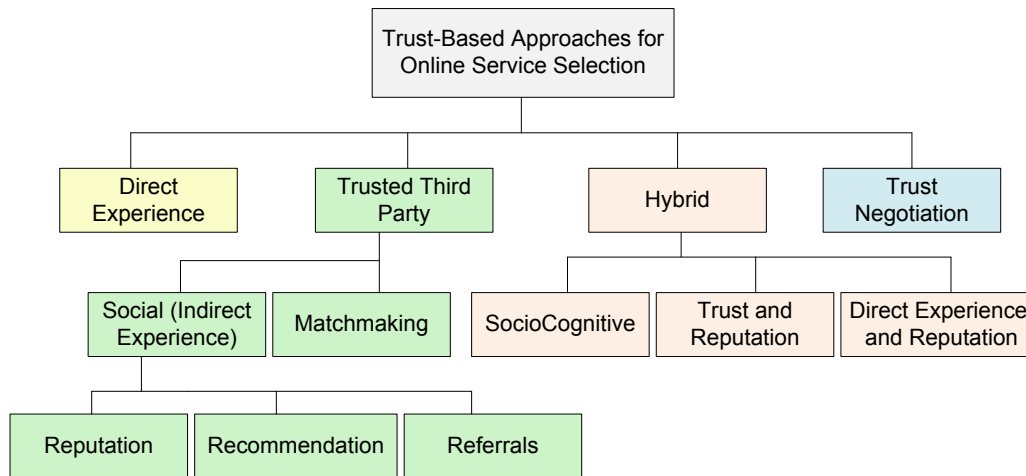 Trust-Based Approaches for
Online Service Selection
Direct
Experience
Trusted Third
Party
Hybrid
Trust
Negotiation
Social (Indirect
Experience)
Matchmaking
SocioCognitive
Trust and
Reputation
Direct Experience
and Reputation
Reputation
Recommendation
Referrals